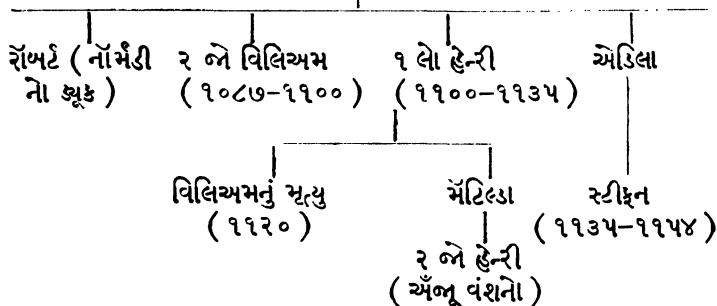 રૉબર્ટ ( નૉર્મંડી ૨ જો વિલિઅમ ૧ લો હેન્રી એડિલા
નો ડ્યૂક ) ( ૧૦૮૭–૧૧૦૦ ) ( ૧૧૦૦–૧૧૩૫ )
વિલિઅમનું મૃત્યુ મૅટિલ્ડા સ્ટીફન
( ૧૧૨૦ ) ( ૧૧૩૫–૧૧૫૪ )
૨ જો હેન્રી
( અઁજૂ વંશનો )